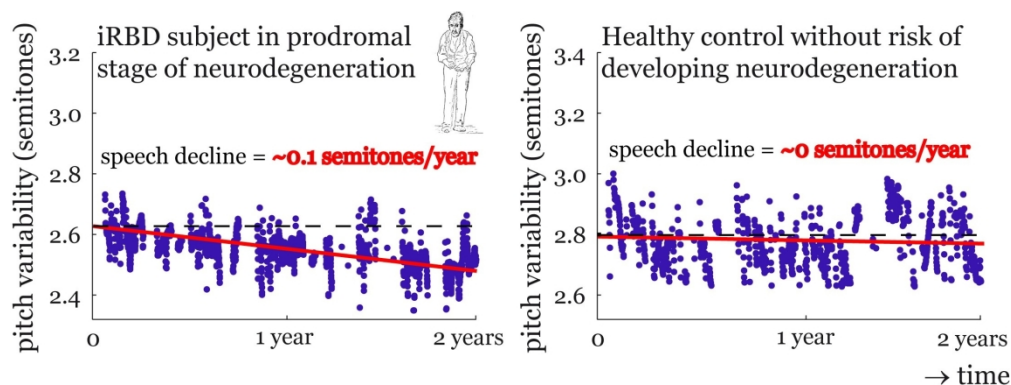 iRBD subject in prodromal
stage of neurodegeneration
pitch variability (semitones)
3.2
3.0
2.8
2.6
2.4
speech decline = ~0.1 semitones/year
0
1 year
2 years
Healthy control without risk of
developing neurodegeneration
pitch variability (semitones)
3.4
3.2
3.0
2.8
2.6
speech decline = ~0 semitones/year
0
1 year
2 years
→ time